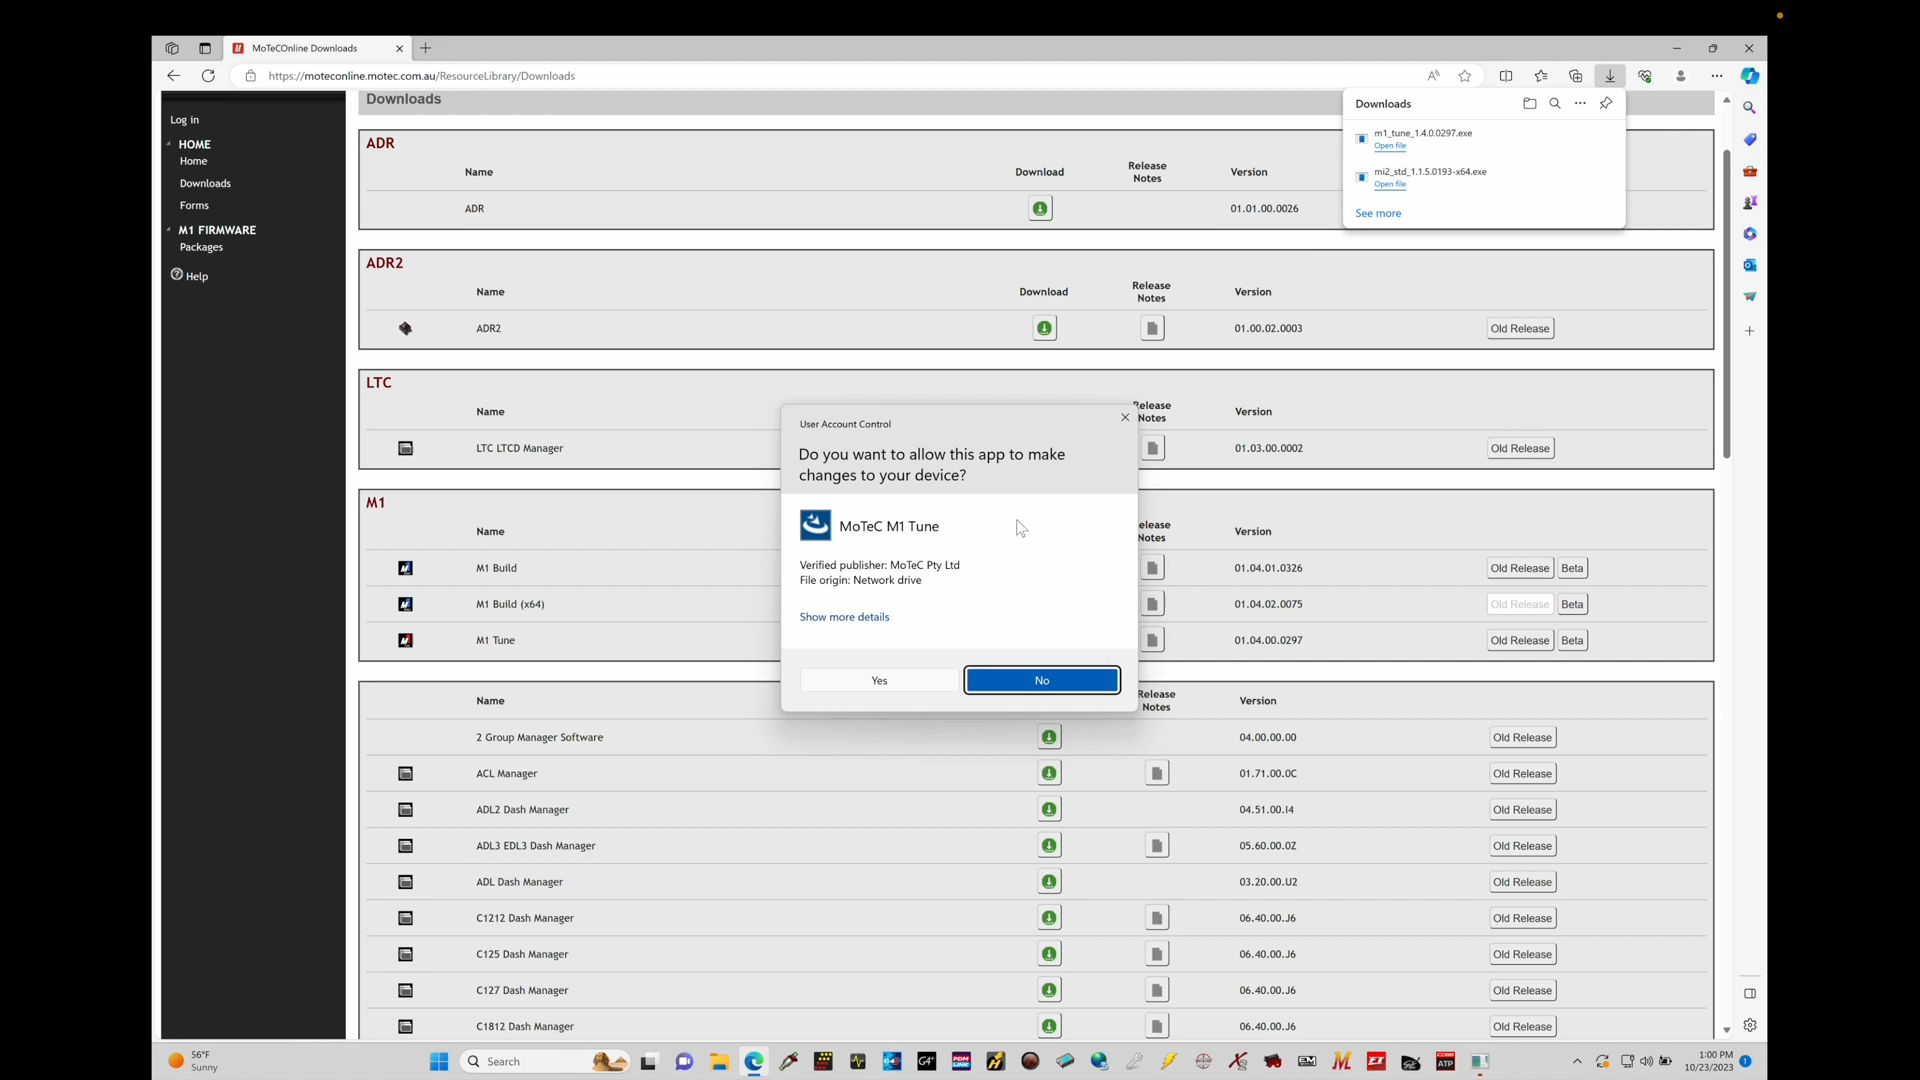 MoTeCOnline Downloads
https://moteconline.motec.com.au/ResourceLibrary/Downloads
Log in
HOME
Home
Downloads
Forms
M1 FIRMWARE
Packages
Help
Downloads
Downloads
m1_tune_1.4.0.0297.exe
Open file
mi2_std_1.1.5.0193-x64.exe
Open file
See more
ADR
Name Download Release Notes Version
ADR 01.01.00.0026
ADR2
Name Download Release Notes Version
ADR2 01.00.02.0003 Old Release
LTC
Name Release Notes Version
LTC LTCD Manager 01.03.00.0002 Old Release
User Account Control
Do you want to allow this app to make
changes to your device?
MoTeC M1 Tune
Verified publisher: MoTeC Pty Ltd
File origin: Network drive
Show more details
Yes No
M1
Name elease Notes Version
M1 Build 01.04.01.0326 Old Release Beta
M1 Build (x64) 01.04.02.0075 Old Release Beta
M1 Tune 01.04.00.0297 Old Release Beta
Name Release Notes Version
2 Group Manager Software 04.00.00.00 Old Release
ACL Manager 01.71.00.0C Old Release
ADL2 Dash Manager 04.51.00.I4 Old Release
ADL3 EDL3 Dash Manager 05.60.00.0Z Old Release
ADL Dash Manager 03.20.00.U2 Old Release
C1212 Dash Manager 06.40.00.J6 Old Release
C125 Dash Manager 06.40.00.J6 Old Release
C127 Dash Manager 06.40.00.J6 Old Release
C1812 Dash Manager 06.40.00.J6 Old Release
56°F
Sunny
Search
1:00 PM
10/23/2023
1